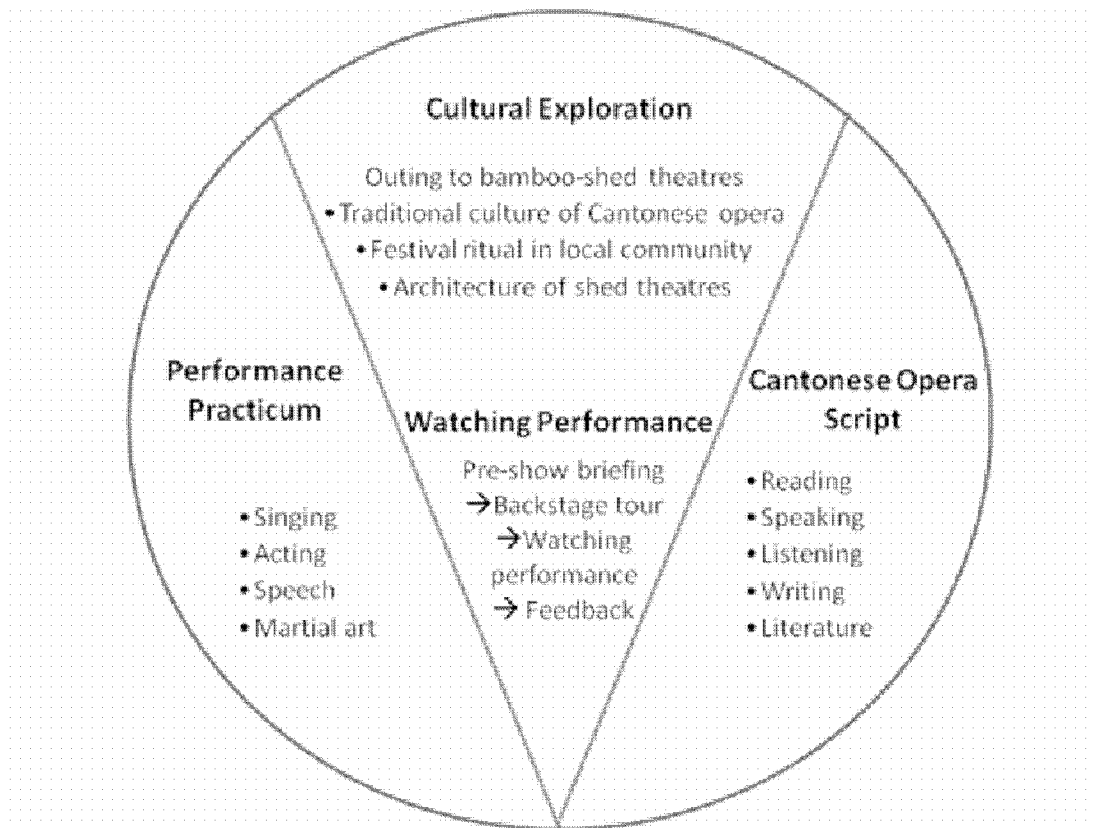 Cultural Exploration
Outing to bamboo-shed theatres
•Traditional culture of Cantonese opera
•Festival ritual in local community
•Architecture of shed theatres
Performance
Practicum
•Singing
•Acting
•Speech
•Martial art
Watching Performance
Pre-show briefing
→Backstage tour
→Watching
performance
→ Feedback
Cantonese Opera
Script
•Reading
•Speaking
•Listening
•Writing
•Literature